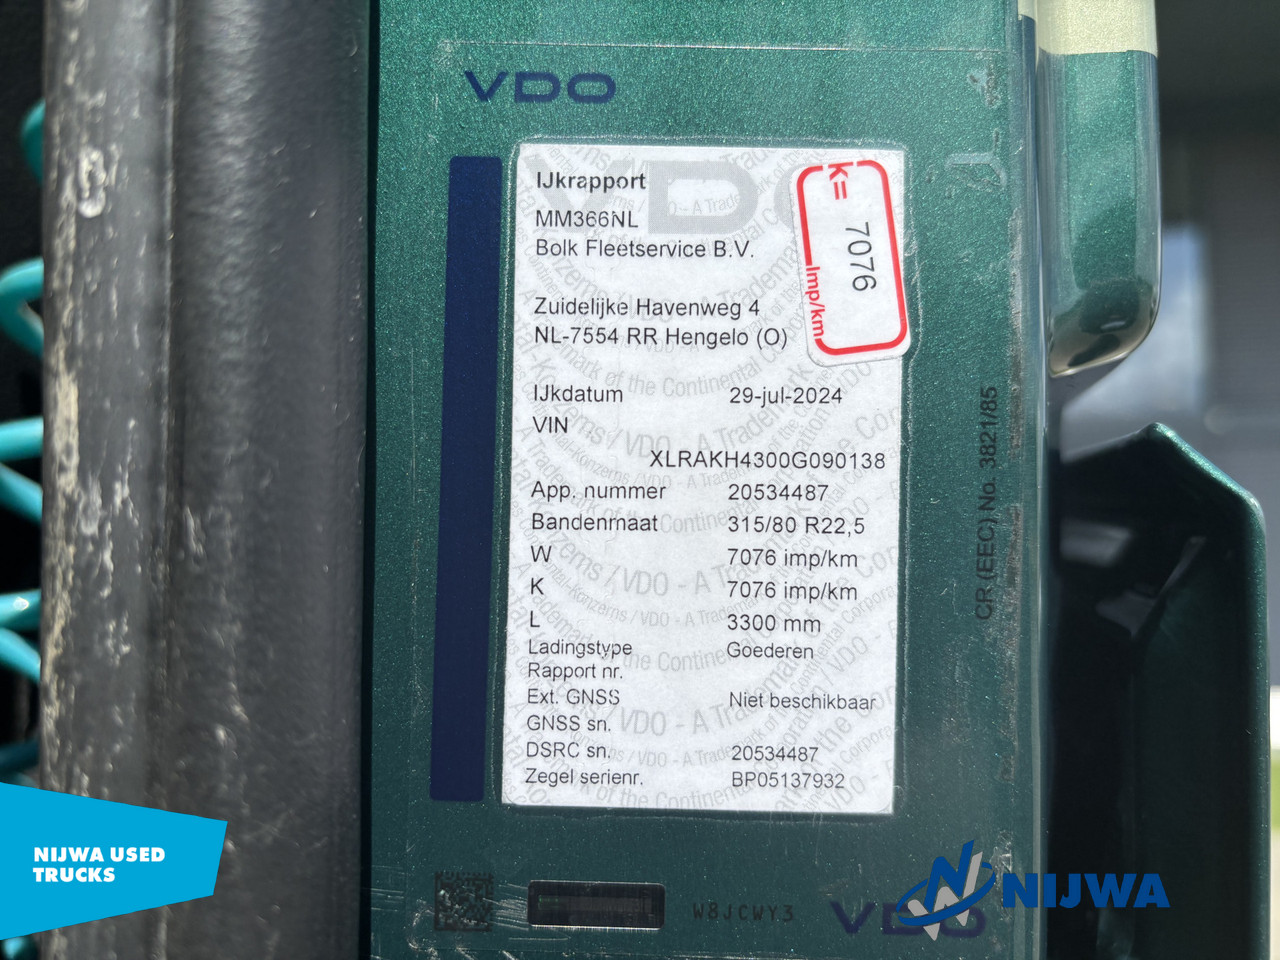 VDO
IJkrapport
MM366NL
Bolk Fleetservice B.V.
Zuidelijke Havenweg 4
NL-7554 RR Hengelo (O)
K=
7076
Imp/km
IJkdatum 29-jul-2024
VIN
XLRAKH4300G090138
App. nummer 20534487
Bandenmaat 315/80 R22,5
W 7076 imp/km
K 7076 imp/km
L 3300 mm
Ladingstype Goederen
Rapport nr.
Ext. GNSS Niet beschikbaar
GNSS sn.
DSRC sn. 20534487
Zegel serienr. BP05137932
CR (EEC) No. 3821/85
W8JCWY3
VDO
NIJWA USED
TRUCKS
NIJWA